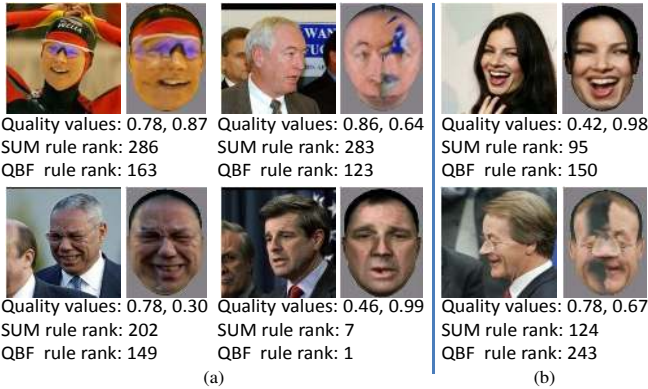 WAN
Quality values: 0.78, 0.87
SUM rule rank: 286
QBF rule rank: 163
Quality values: 0.86, 0.64
SUM rule rank: 283
QBF rule rank: 123
Quality values: 0.42, 0.98
SUM rule rank: 95
QBF rule rank: 150
Quality values: 0.78, 0.30
SUM rule rank: 202
QBF rule rank: 149
Quality values: 0.46, 0.99
SUM rule rank: 7
QBF rule rank: 1
Quality values: 0.78, 0.67
SUM rule rank: 124
QBF rule rank: 243
(a)
(b)